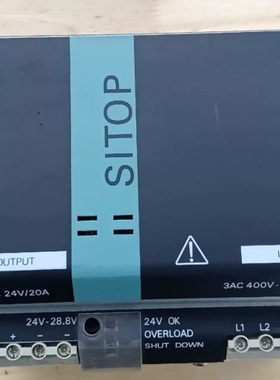 SITOP
OUTPUT
24V/20A
3AC 400V-
24V-28.8V
24V OK
OVERLOAD
SHUT DOWN
L1 L2
+ - -